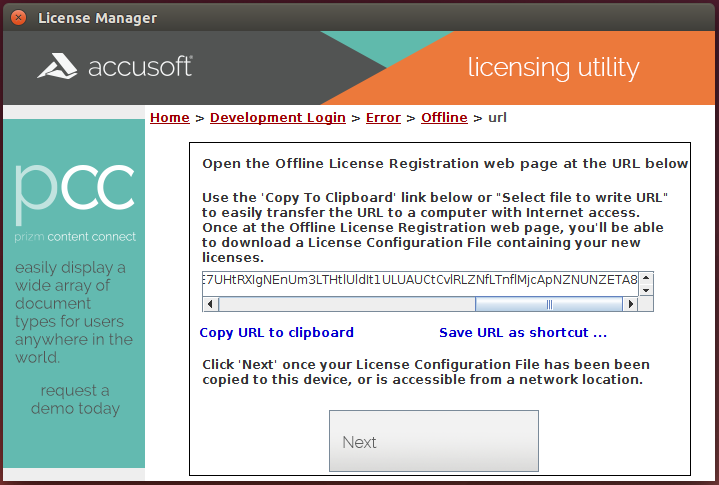 License Manager
accusoft®
licensing utility
Home > Development Login > Error > Offline > url
pcc
prizm content connect
easily display a
wide array of
document
types for users
anywhere in the
world.
request a
demo today
Open the Offline License Registration web page at the URL below
Use the 'Copy To Clipboard' link below or "Select file to write URL"
to easily transfer the URL to a computer with Internet access.
Once at the Offline License Registration web page, you'll be able
to download a License Configuration File containing your new
licenses.
Copy URL to clipboard
Save URL as shortcut ...
Click 'Next' once your License Configuration File has been been
copied to this device, or is accessible from a network location.
Next